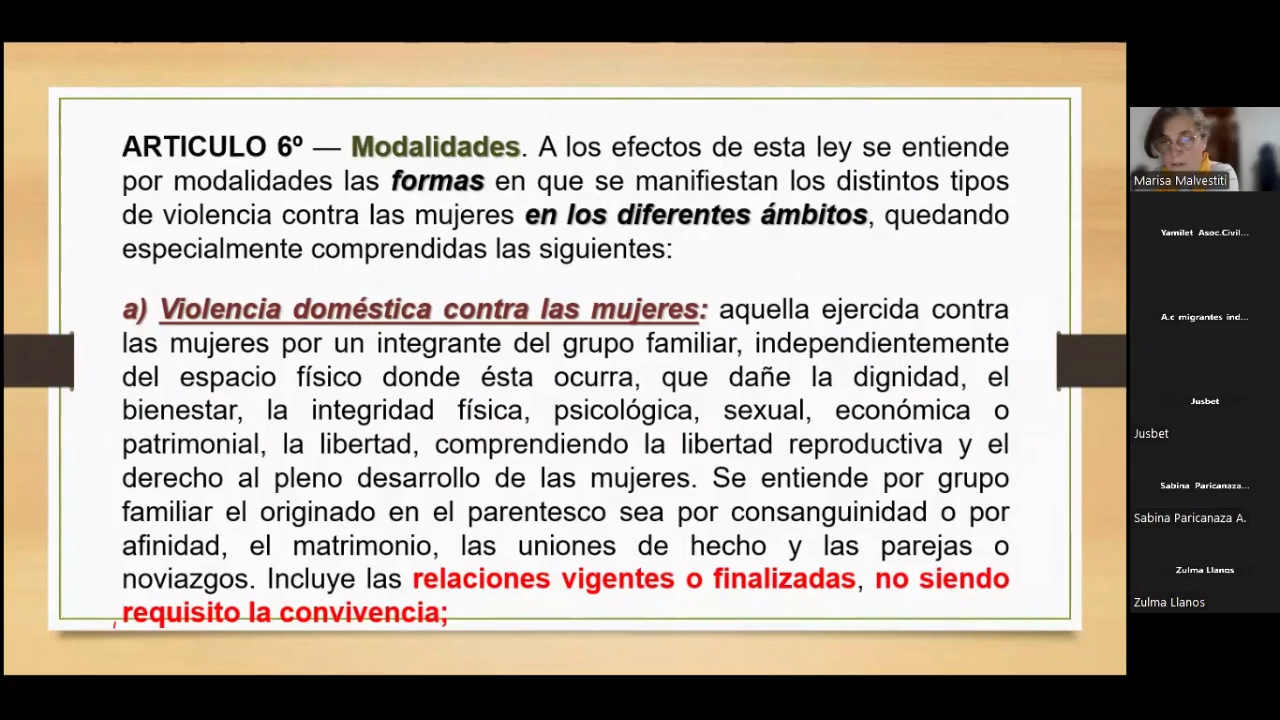 ARTICULO 6º — Modalidades. A los efectos de esta ley se entiende
por modalidades las formas en que se manifiestan los distintos tipos
de violencia contra las mujeres en los diferentes ámbitos, quedando
especialmente comprendidas las siguientes:
a) Violencia doméstica contra las mujeres: aquella ejercida contra
las mujeres por un integrante del grupo familiar, independientemente
del espacio físico donde ésta ocurra, que dañe la dignidad, el
bienestar, la integridad física, psicológica, sexual, económica o
patrimonial, la libertad, comprendiendo la libertad reproductiva y el
derecho al pleno desarrollo de las mujeres. Se entiende por grupo
familiar el originado en el parentesco sea por consanguinidad o por
afinidad, el matrimonio, las uniones de hecho y las parejas o
noviazgos. Incluye las relaciones vigentes o finalizadas, no siendo
requisito la convivencia;
Marisa Malvestiti
Yamilet Asoc.Civil...
A.c migrantes ind...
Jusbet
Jusbet
Sabina Paricanaza...
Sabina Paricanaza A.
Zulma Llanos
Zulma Llanos